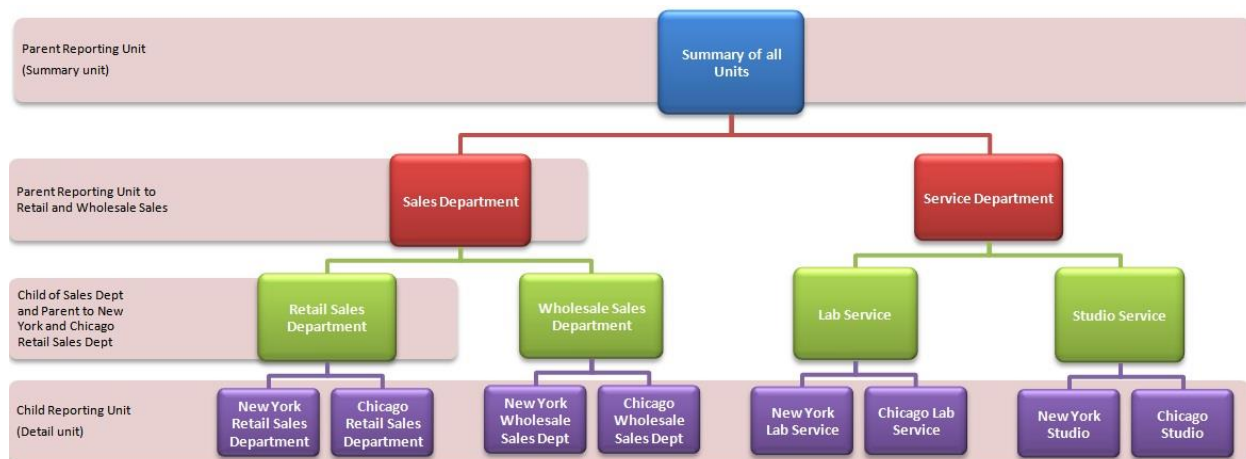 Parent Reporting Unit
(Summary unit)
Summary of all
Units
Parent Reporting Unit to
Retail and Wholesale Sales
Sales Department
Service Department
Child of Sales Dept
and Parent to New
York and Chicago
Retail Sales Dept
Retail Sales
Department
Wholesale Sales
Department
Lab Service
Studio Service
Child Reporting Unit
(Detail unit)
New York
Retail Sales
Department
Chicago
Retail Sales
Department
New York
Wholesale
Sales Dept
Chicago
Wholesale
Sales Dept
New York
Lab Service
Chicago Lab
Service
New York
Studio
Chicago
Studio